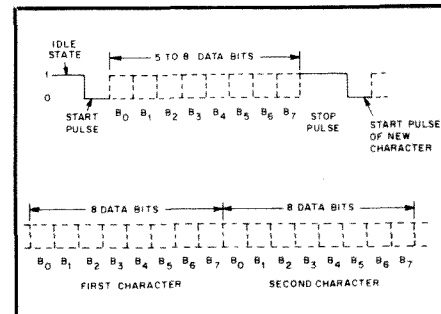 IDLE
STATE
5 TO 8 DATA BITS
1
0
START
PULSE
B0 B1 B2 B3 B4 B5 B6 B7
STOP
PULSE
START PULSE
OF NEW
CHARACTER
8 DATA BITS 8 DATA BITS
B0 B1 B2 B3 B4 B5 B6 B7 B0 B1 B2 B3 B4 B5 B6 B7
FIRST CHARACTER SECOND CHARACTER